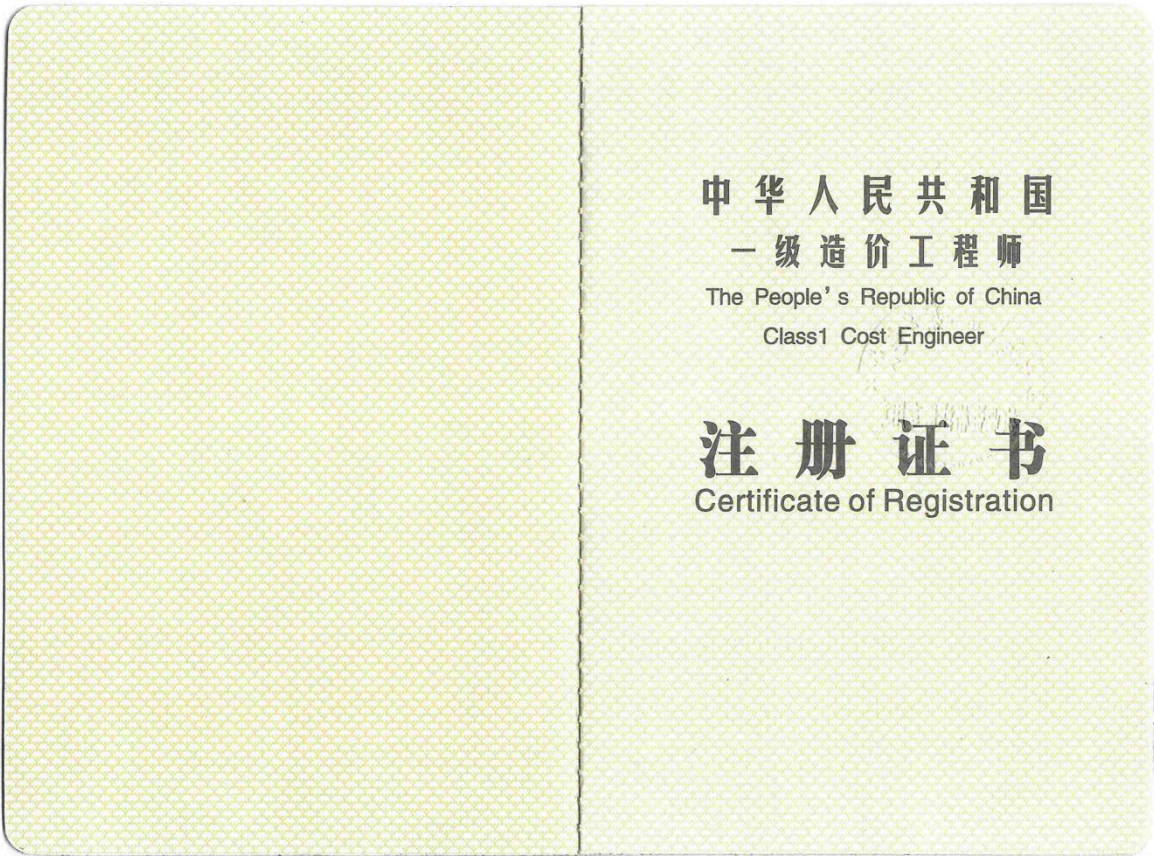 中华人民共和国
一级造价工程师
The People's Republic of China
Class1 Cost Engineer
注册证书
Certificate of Registration